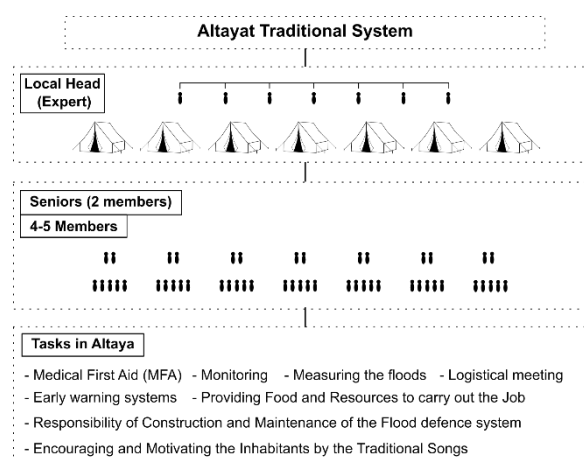 Altayat Traditional System
Local Head
(Expert)
Seniors (2 members)
4-5 Members
Tasks in Altaya
- Medical First Aid (MFA) - Monitoring - Measuring the floods - Logistical meeting
- Early warning systems - Providing Food and Resources to carry out the Job
- Responsibility of Construction and Maintenance of the Flood defence system
- Encouraging and Motivating the Inhabitants by the Traditional Songs